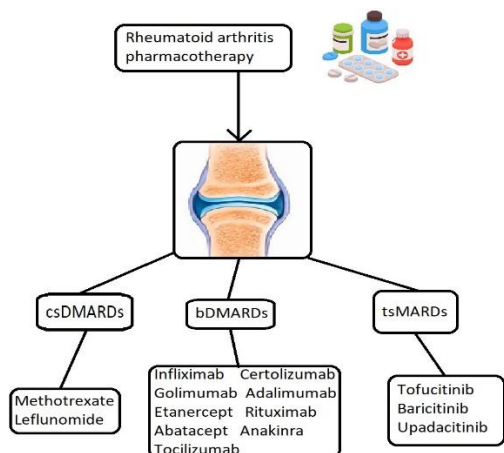 Rheumatoid arthritis
pharmacotherapy
csDMARDs
bDMARDs
tsMARDs
Methotrexate
Leflunomide
Infliximab Certolizumab
Golimumab Adalimumab
Etanercept Rituximab
Abatacept Anakinra
Tocilizumab
Tofucitinib
Baricitinib
Upadacitinib